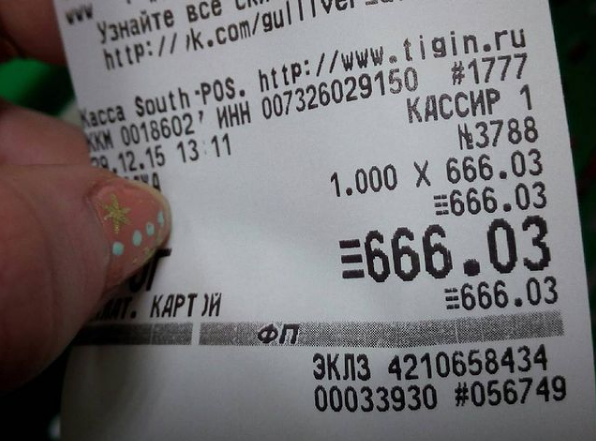 Узнайте все
http:// /k.com/gulliver
Касса South-POS. http://www.tigin.ru
ККМ 0018602, ИНН 007326029150 #1777
.12.15 13:11 КАССИР 1
№3788
1.000 X 666.03
≡666.03
≡666.03
КАРТОЙ ≡666.03
ФП
ЭКЛЗ 4210658434
00033930 #056749